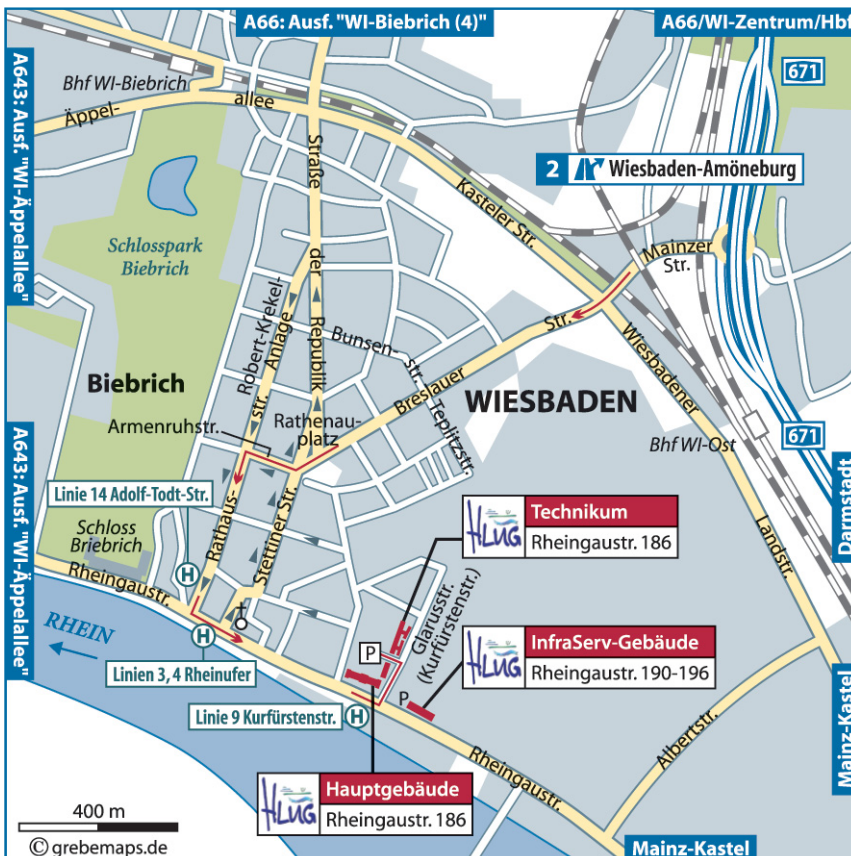 A66: Ausf. "WI-Biebrich (4)"
A66/WI-Zentrum/Hbf
A643: Ausf. "WI-Äppelallee"
Bhf WI-Biebrich
Äppel-
allee
671
2 Wiesbaden-Amöneburg
Straße
der
Republik
Kasteler Str.
Mainzer
Str.
Schlosspark
Biebrich
Robert-Krekel-
Anlage
Bunsen-
str.
Teplitzstr.
Breslauer
Str.
Wiesbadener
Landstr.
Biebrich
WIESBADEN
Armenruhstr.
Rathenau-
platz
str.
Rathaus-
Bhf WI-Ost
671
A643: Ausf. "WI-Äppelallee"
Darmstadt
Linie 14 Adolf-Todt-Str.
H
Stettiner Str.
HLUG
Technikum
Rheingaustr. 186
Schloss
Briebrich
Rheingaustr.
Glarusstr.
(Kurfürstenstr.)
RHEIN
H
Linien 3, 4 Rheinufer
P
HLUG
InfraServ-Gebäude
Rheingaustr. 190-196
P
Linie 9 Kurfürstenstr.
H
Albertstr.
Mainz-Kastel
Rheingaustr.
HLUG
Hauptgebäude
Rheingaustr. 186
400 m
© grebemaps.de
Mainz-Kastel